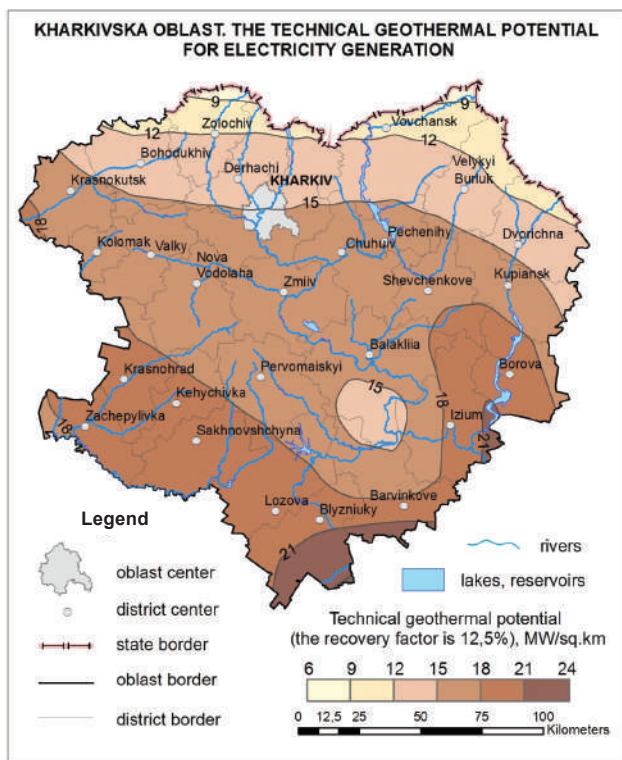 KHARKIVSKA OBLAST. THE TECHNICAL GEOTHERMAL POTENTIAL
FOR ELECTRICITY GENERATION
9
9
12
Zolochiv
Vovchansk
12
Bohodukhiv
Derhachi
Velykyi
Burluk
Krasnokutsk
KHARKIV
15
18
Pechenihy
Dvorichna
Kolomak
Valky
Nova
Vodolaha
Chuhuiv
Zmiiv
Shevchenkove
Kupiansk
Balakliia
Krasnohrad
Pervomaiskyi
Borova
Kehychivka
15
18
Zachepylivka
18
Izium
Sakhnovshchyna
21
Lozova
Blyzniuky
Barvinkove
21
Legend
oblast center
district center
state border
oblast border
district border
rivers
lakes, reservoirs
Technical geothermal potential
(the recovery factor is 12,5%), MW/sq.km
6 9 12 15 18 21 24
0 12,5 25 50 75 100
Kilometers